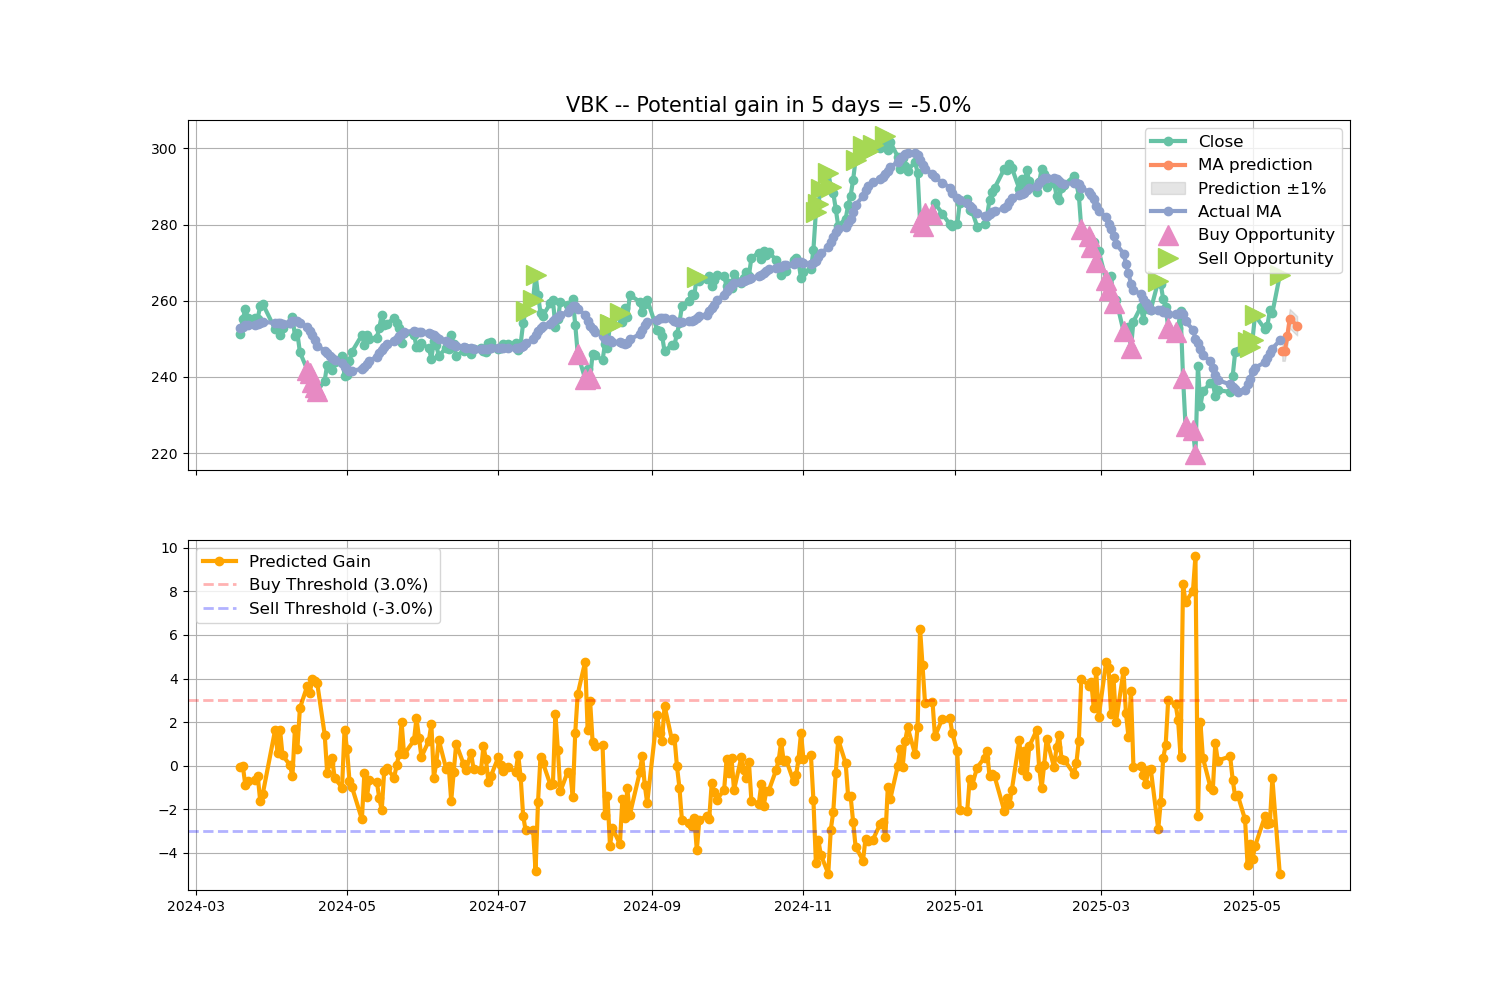 VBK -- Potential gain in 5 days = -5.0%
300
280
260
240
220
Close
MA prediction
Prediction ±1%
Actual MA
Buy Opportunity
Sell Opportunity
10
8
6
4
2
0
−2
−4
Predicted Gain
Buy Threshold (3.0%)
Sell Threshold (-3.0%)
2024-03 2024-05 2024-07 2024-09 2024-11 2025-01 2025-03 2025-05